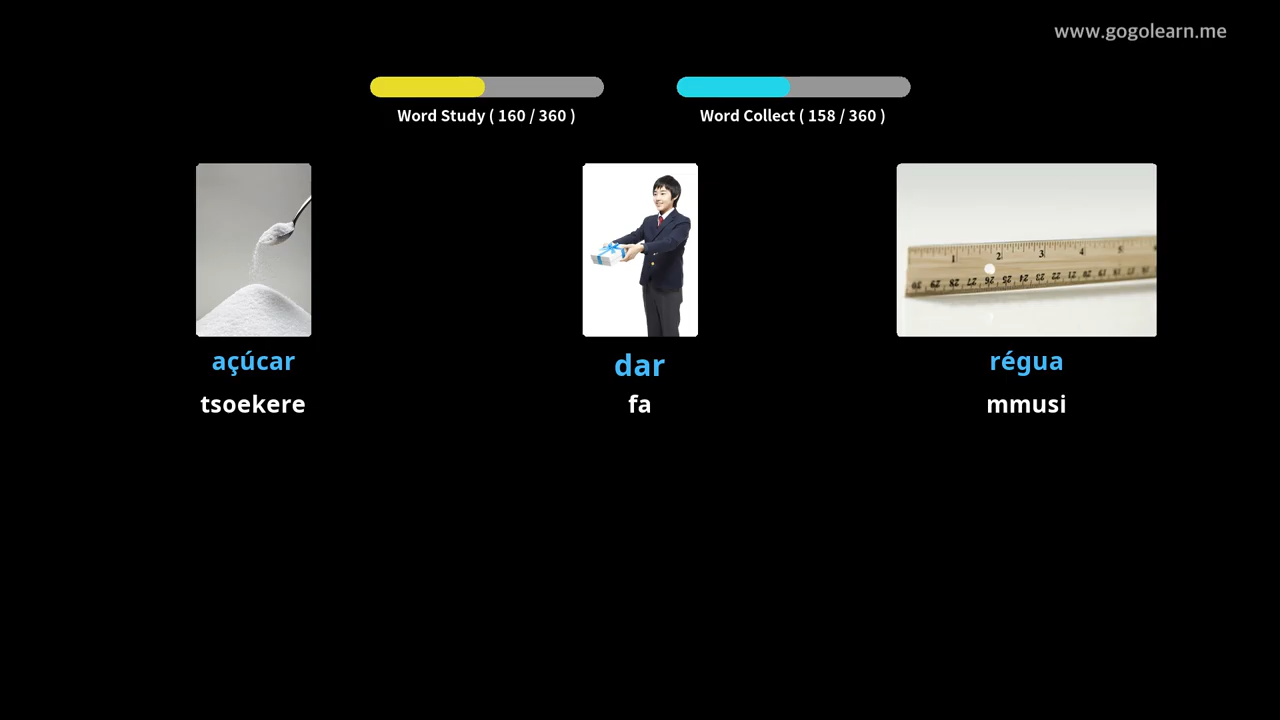 www.gogolearn.me
Word Study ( 160 / 360 )
Word Collect ( 158 / 360 )
açúcar
dar
régua
tsoekere
fa
mmusi